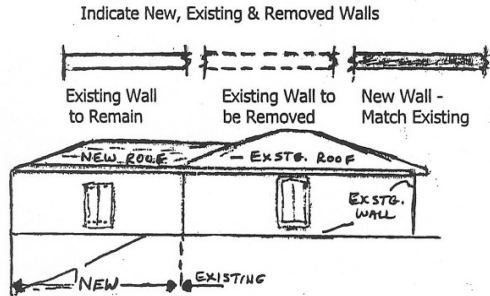 Indicate New, Existing & Removed Walls
Existing Wall
to Remain
Existing Wall to
be Removed
New Wall -
Match Existing
NEW ROOF
EXSTG. ROOF
EXSTG.
WALL
NEW
EXISTING